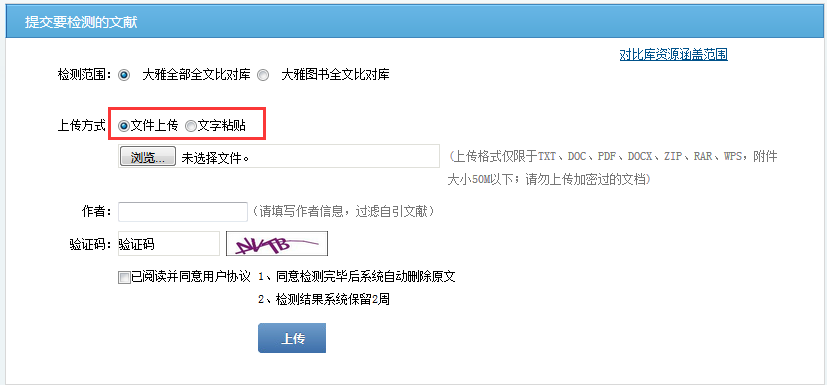 提交要检测的文献
对比库资源涵盖范围
检测范围: 大雅全部全文比对库 大雅图书全文比对库
上传方式 文件上传 文字粘贴
浏览... 未选择文件。
(上传格式仅限于TXT、DOC、PDF、DOCX、ZIP、RAR、WPS,附件
大小50M以下;请勿上传加密过的文档)
作者: (请填写作者信息,过滤自引文献)
验证码: 验证码
已阅读并同意用户协议 1、同意检测完毕后系统自动删除原文
2、检测结果系统保留2周
上传